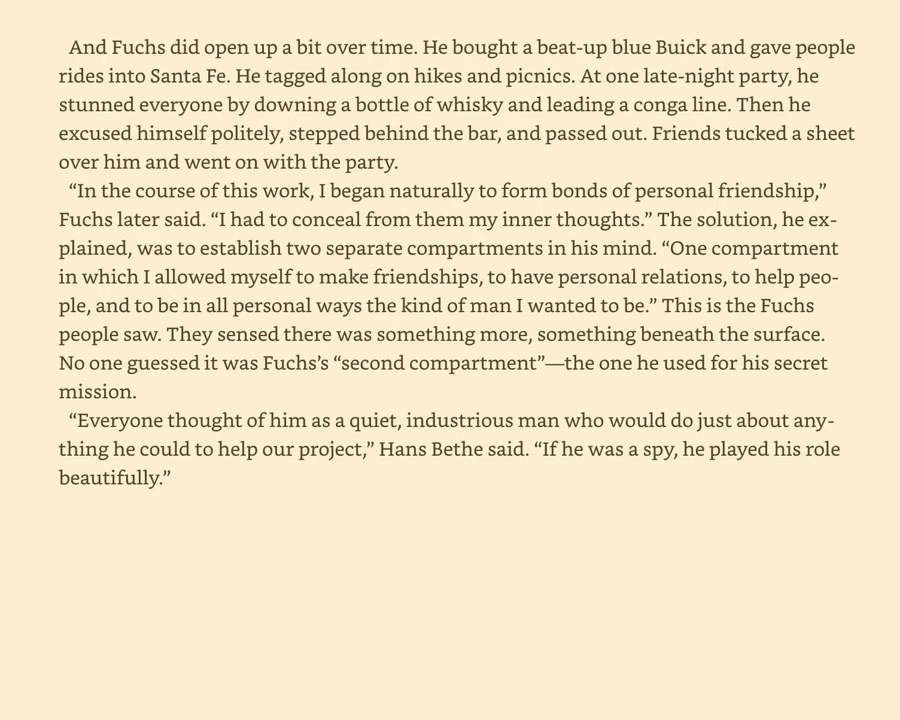 And Fuchs did open up a bit over time. He bought a beat-up blue Buick and gave people
rides into Santa Fe. He tagged along on hikes and picnics. At one late-night party, he
stunned everyone by downing a bottle of whisky and leading a conga line. Then he
excused himself politely, stepped behind the bar, and passed out. Friends tucked a sheet
over him and went on with the party.
“In the course of this work, I began naturally to form bonds of personal friendship,”
Fuchs later said. “I had to conceal from them my inner thoughts.” The solution, he ex-
plained, was to establish two separate compartments in his mind. “One compartment
in which I allowed myself to make friendships, to have personal relations, to help peo-
ple, and to be in all personal ways the kind of man I wanted to be.” This is the Fuchs
people saw. They sensed there was something more, something beneath the surface.
No one guessed it was Fuchs’s “second compartment”—the one he used for his secret
mission.
“Everyone thought of him as a quiet, industrious man who would do just about any-
thing he could to help our project,” Hans Bethe said. “If he was a spy, he played his role
beautifully.”